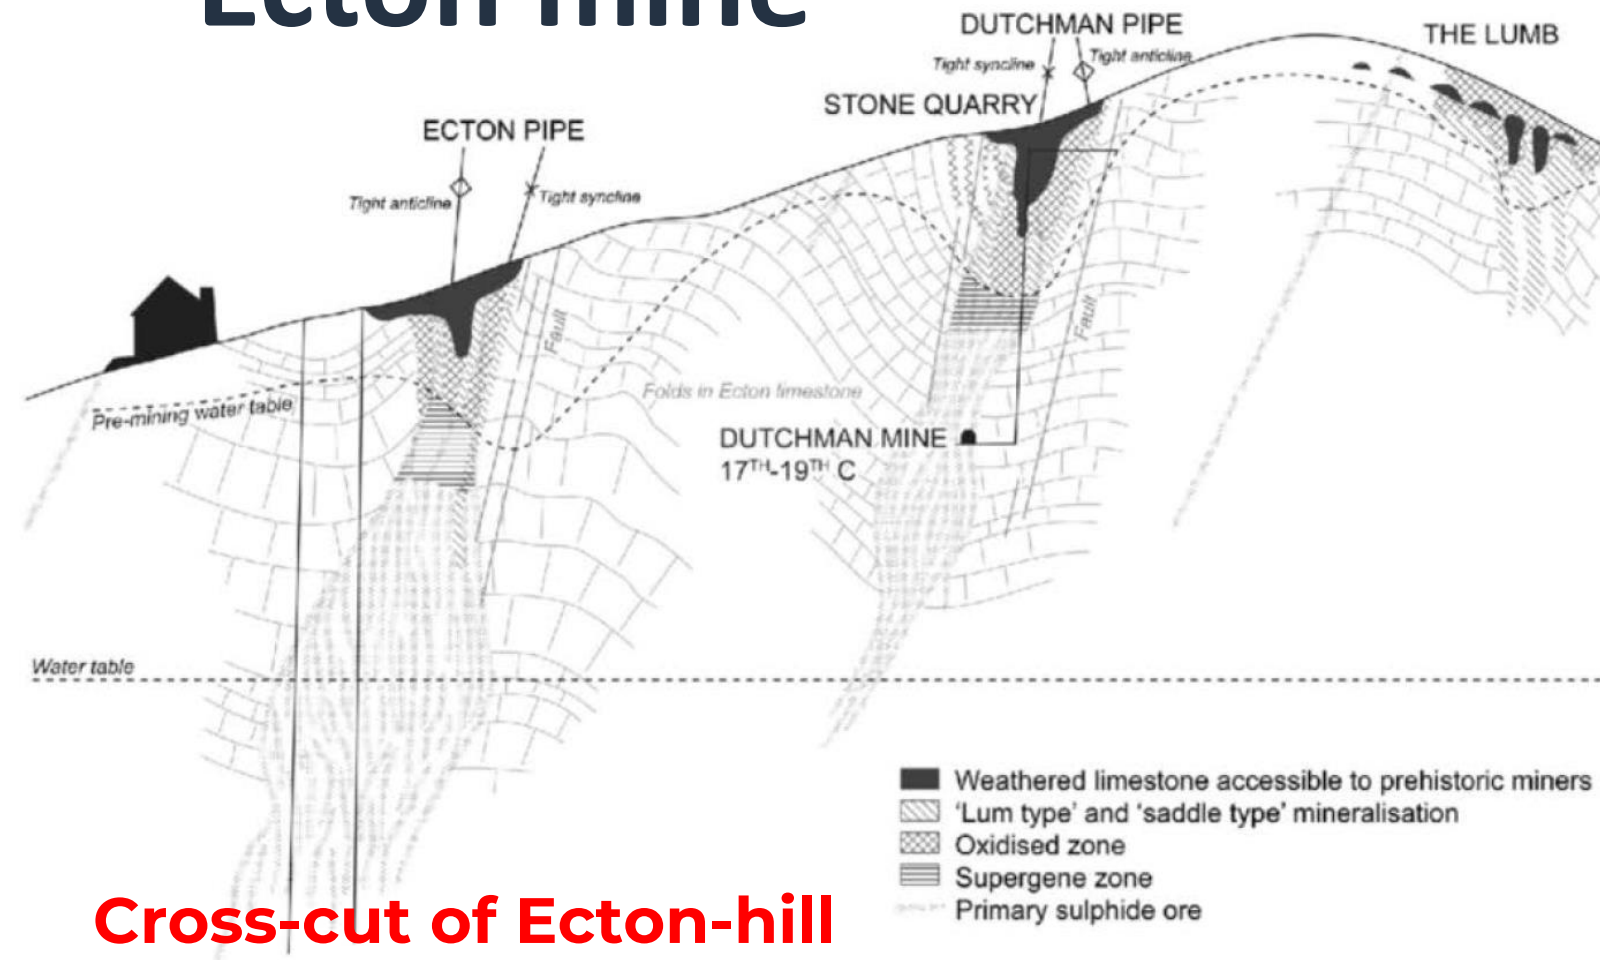 Ecton mine
DUTCHMAN PIPE
THE LUMB
Tight syncline
Tight anticline
STONE QUARRY
ECTON PIPE
Tight anticline
Tight syncline
Fault
Fault
Pre-mining water table
Folds in Ecton limestone
DUTCHMAN MINE
17TH-19TH C
Water table
Weathered limestone accessible to prehistoric miners
‘Lum type’ and ‘saddle type’ mineralisation
Oxidised zone
Supergene zone
Primary sulphide ore
Cross-cut of Ecton-hill